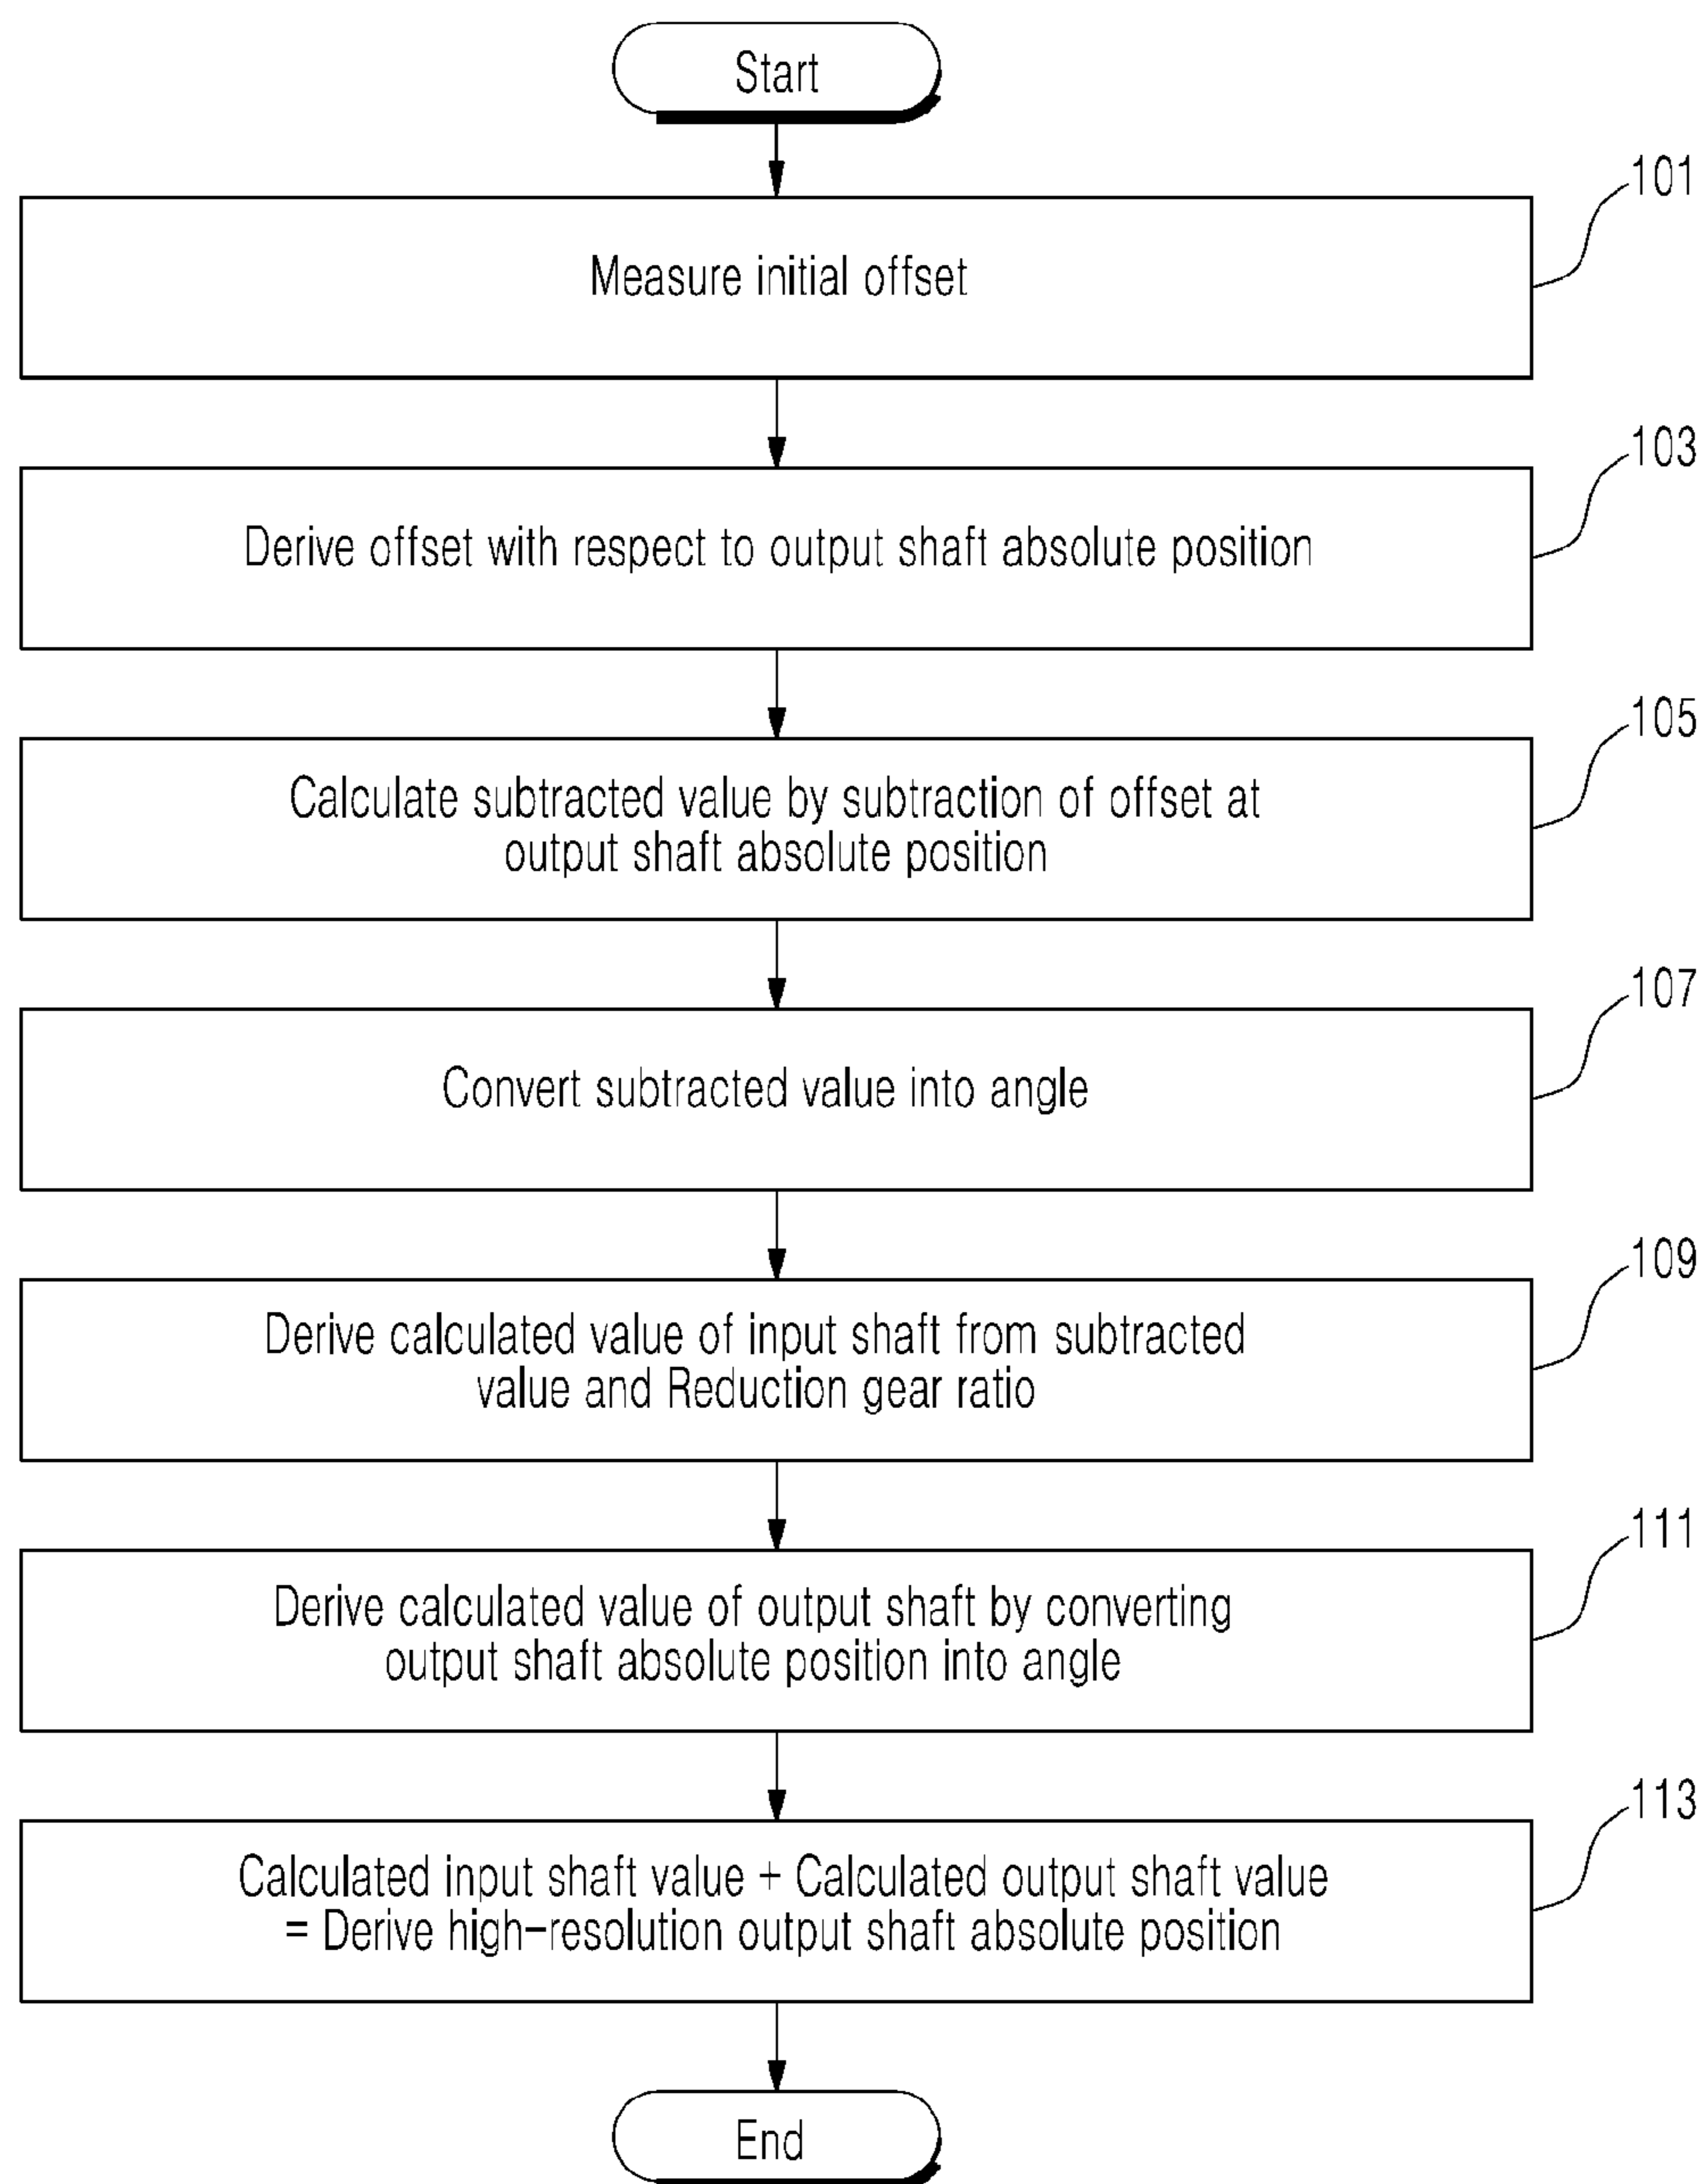 Start
101
Measure initial offset
103
Derive offset with respect to output shaft absolute position
105
Calculate subtracted value by subtraction of offset at
output shaft absolute position
107
Convert subtracted value into angle
109
Derive calculated value of input shaft from subtracted
value and Reduction gear ratio
111
Derive calculated value of output shaft by converting
output shaft absolute position into angle
113
Calculated input shaft value + Calculated output shaft value
= Derive high-resolution output shaft absolute position
End